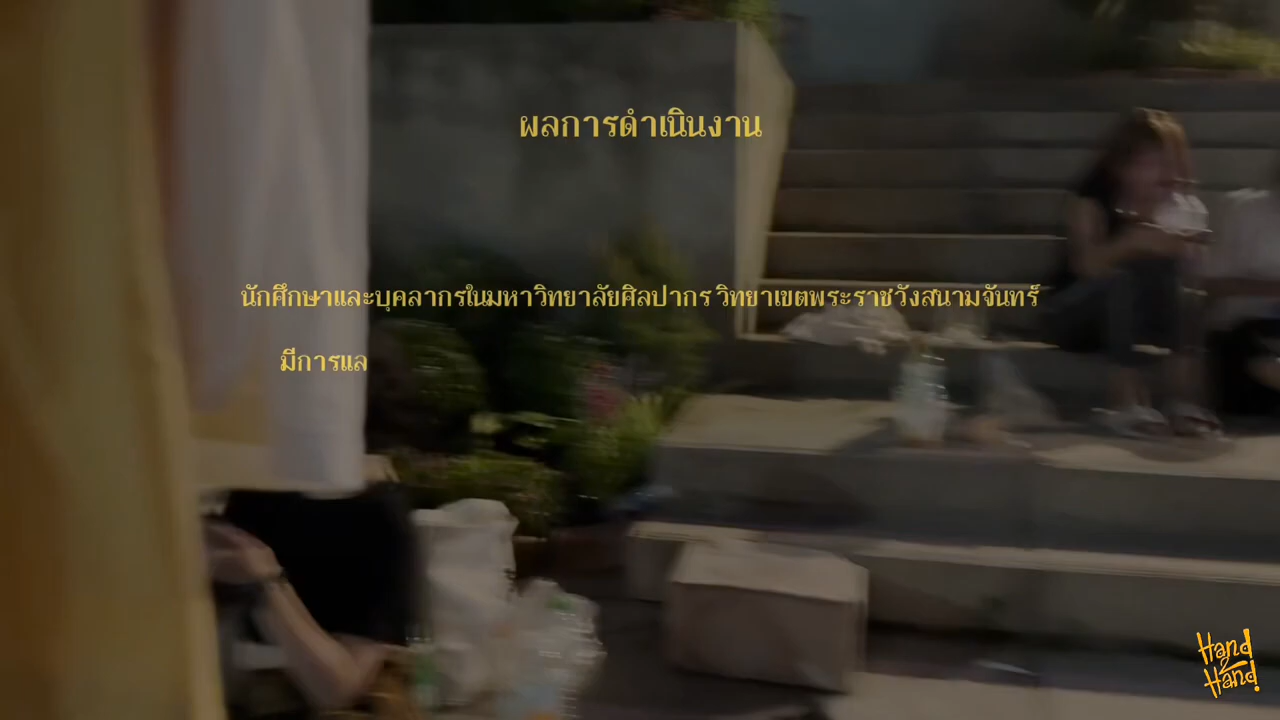 ผลการดำเนินงาน
นักศึกษาและบุคลากรในมหาวิทยาลัยศิลปากร วิทยาเขตพระราชวังสนามจันทร์
มีการแล
Hand
2
Hand!